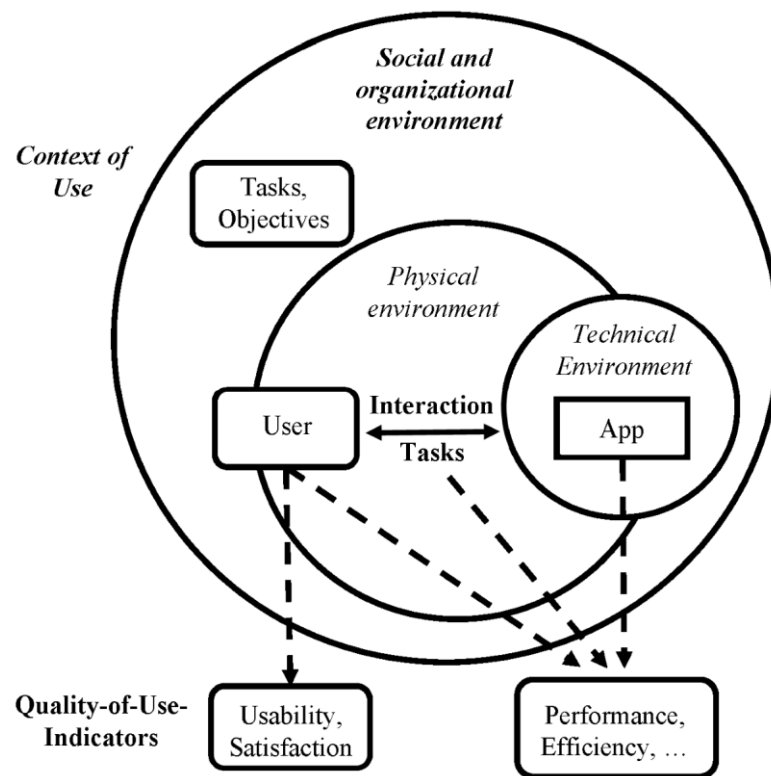 Social and
organizational
environment
Context of
Use
Tasks,
Objectives
Physical
environment
Technical
Environment
User
Interaction
Tasks
App
Quality-of-Use-
Indicators
Usability,
Satisfaction
Performance,
Efficiency, ...